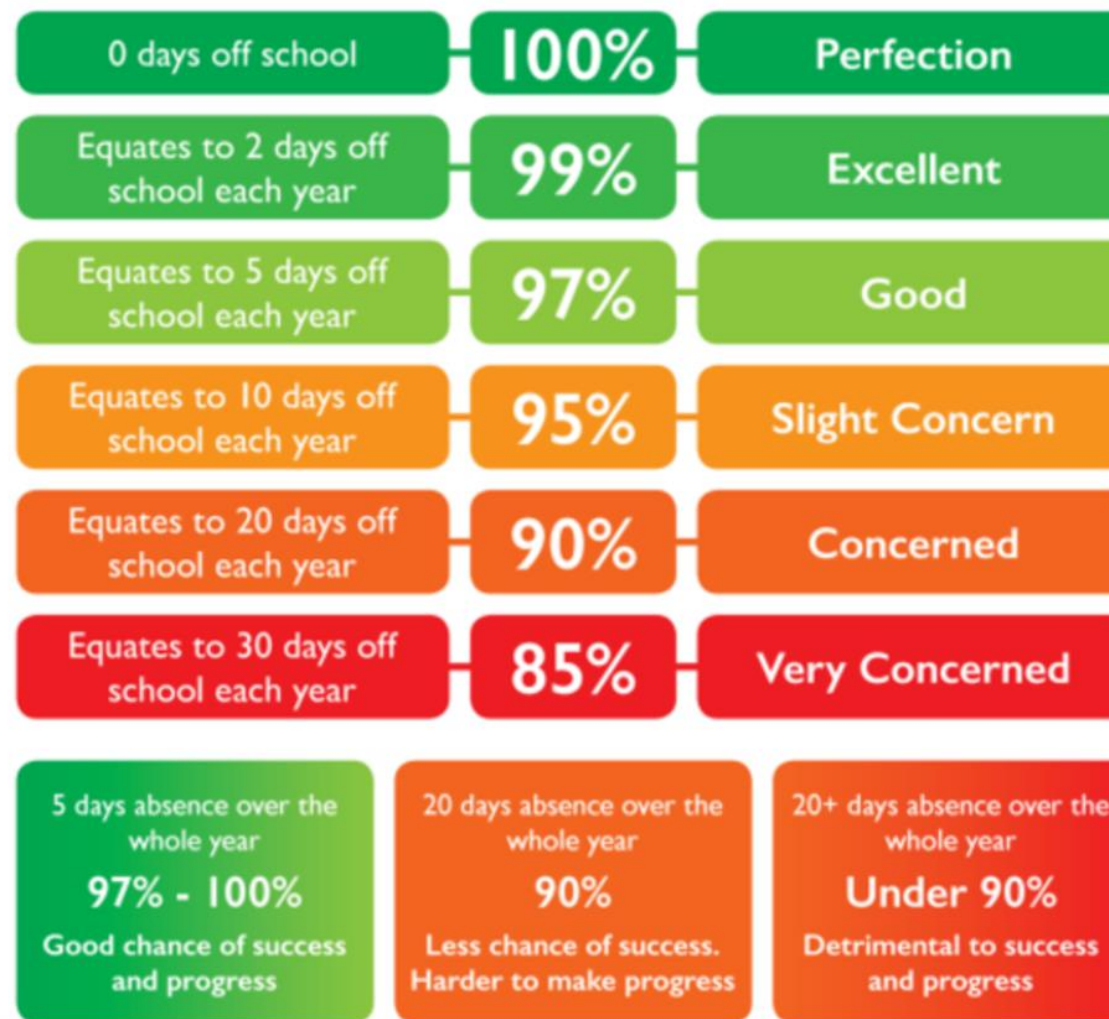 0 days off school
100%
Perfection
Equates to 2 days off
school each year
99%
Excellent
Equates to 5 days off
school each year
97%
Good
Equates to 10 days off
school each year
95%
Slight Concern
Equates to 20 days off
school each year
90%
Concerned
Equates to 30 days off
school each year
85%
Very Concerned
5 days absence over the
whole year
97% - 100%
Good chance of success
and progress
20 days absence over the
whole year
90%
Less chance of success.
Harder to make progress
20+ days absence over the
whole year
Under 90%
Detrimental to success
and progress